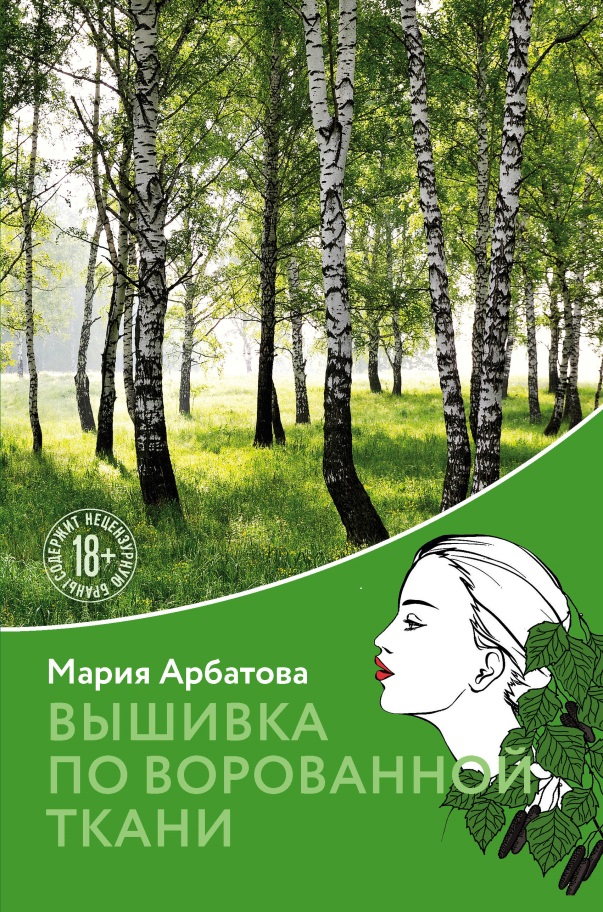 СОДЕРЖИТ НЕЦЕНЗУРНУЮ БРАНЬ
18+
Мария Арбатова
ВЫШИВКА
ПО ВОРОВАННОЙ
ТКАНИ